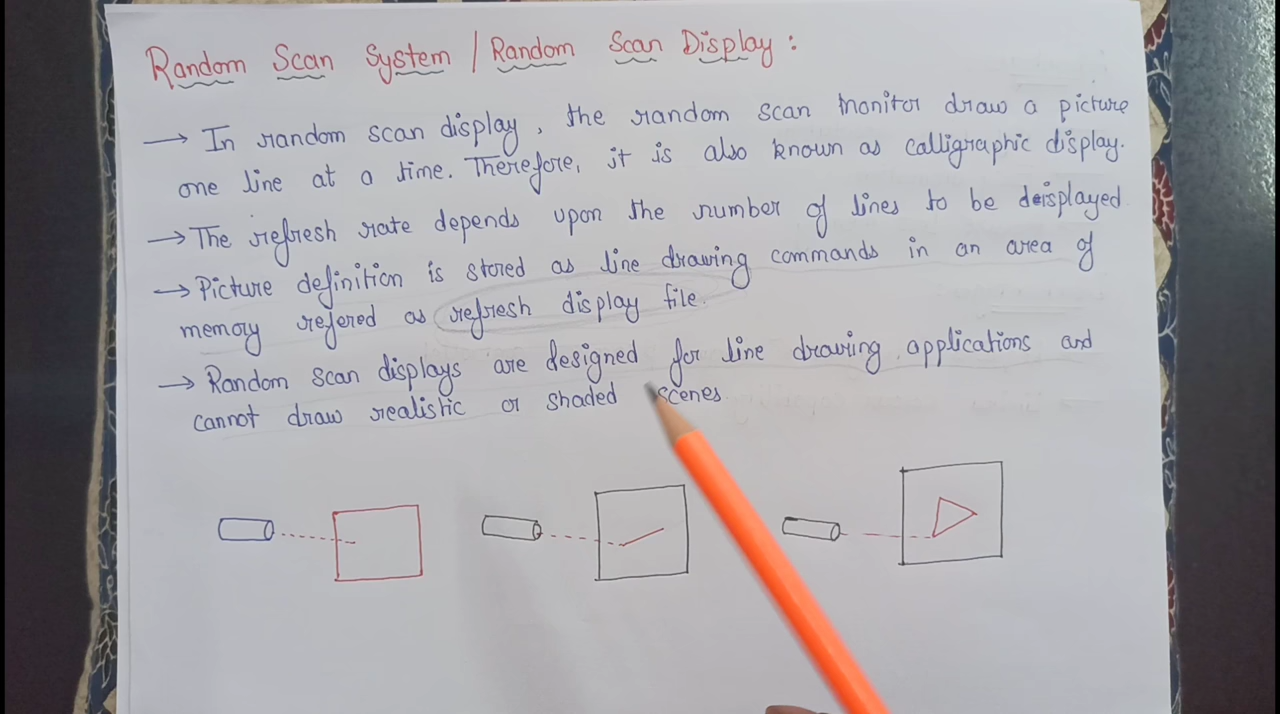 Random Scan System / Random Scan Display :
→ In random scan display, the random scan monitor draw a picture
one line at a time. Therefore, it is also known as calligraphic display.
→ The refresh rate depends upon the number of lines to be displayed
→ Picture definition is stored as line drawing commands in an area of
memory refered as refresh display file.
→ Random scan displays are designed for line drawing applications and
cannot draw realistic or shaded scenes.